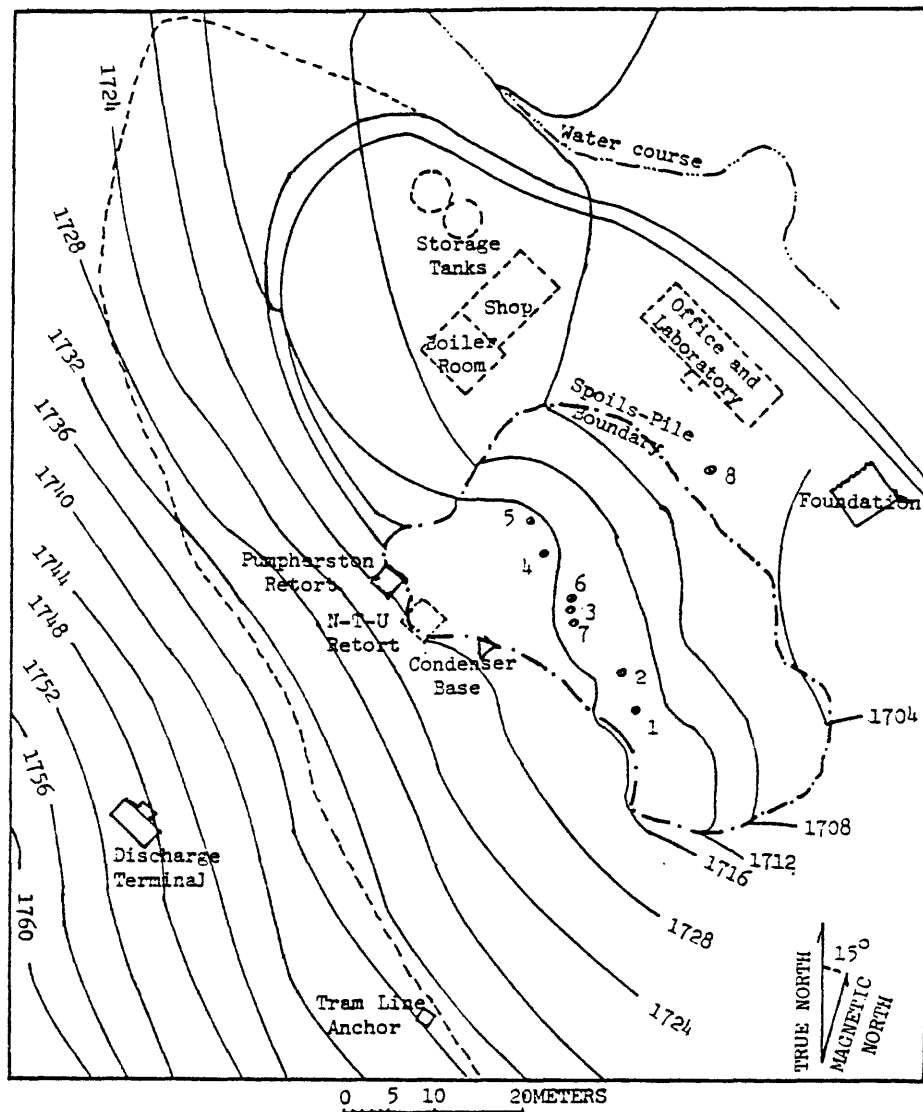 1724
Water course
1728
Storage
Tanks
Shop
Office and
Laboratory
1732
Boiler
Room
Spoils-Pile
Boundary
1736
8
1740
5
Foundation
4
1744
Pumpherston
Retort
6
3
N-T-U
Retort
7
1748
Condenser
Base
2
1752
1
1704
1756
1708
Discharge
Terminal
1712
1716
1760
1728
15°
TRUE NORTH
MAGNETIC
NORTH
Tram Line
Anchor
1724
0 5 10 20METERS